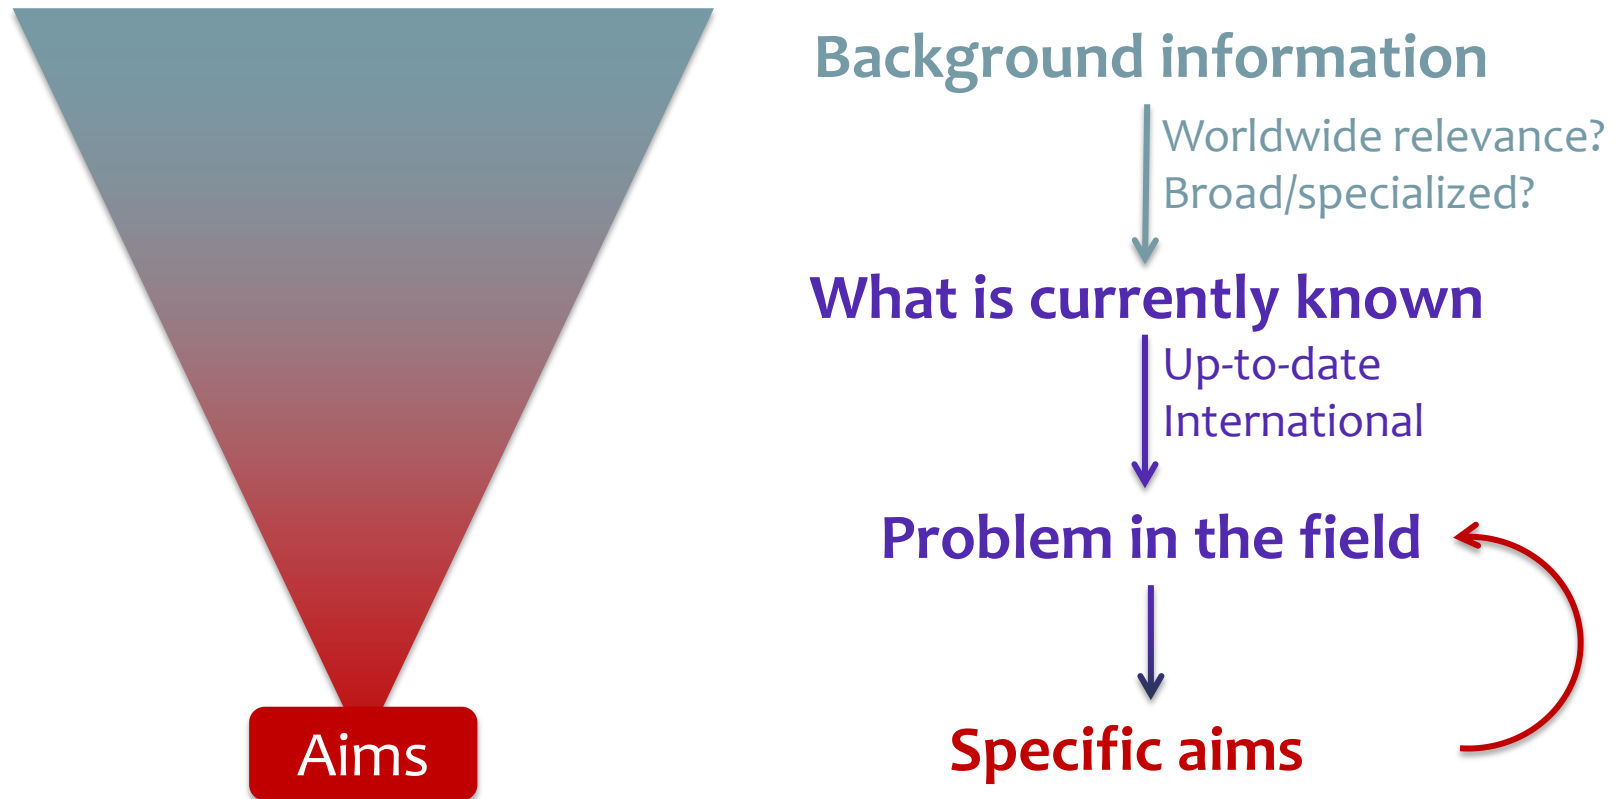 Background information
Worldwide relevance?
Broad/specialized?
What is currently known
Up-to-date
International
Problem in the field
Specific aims
Aims